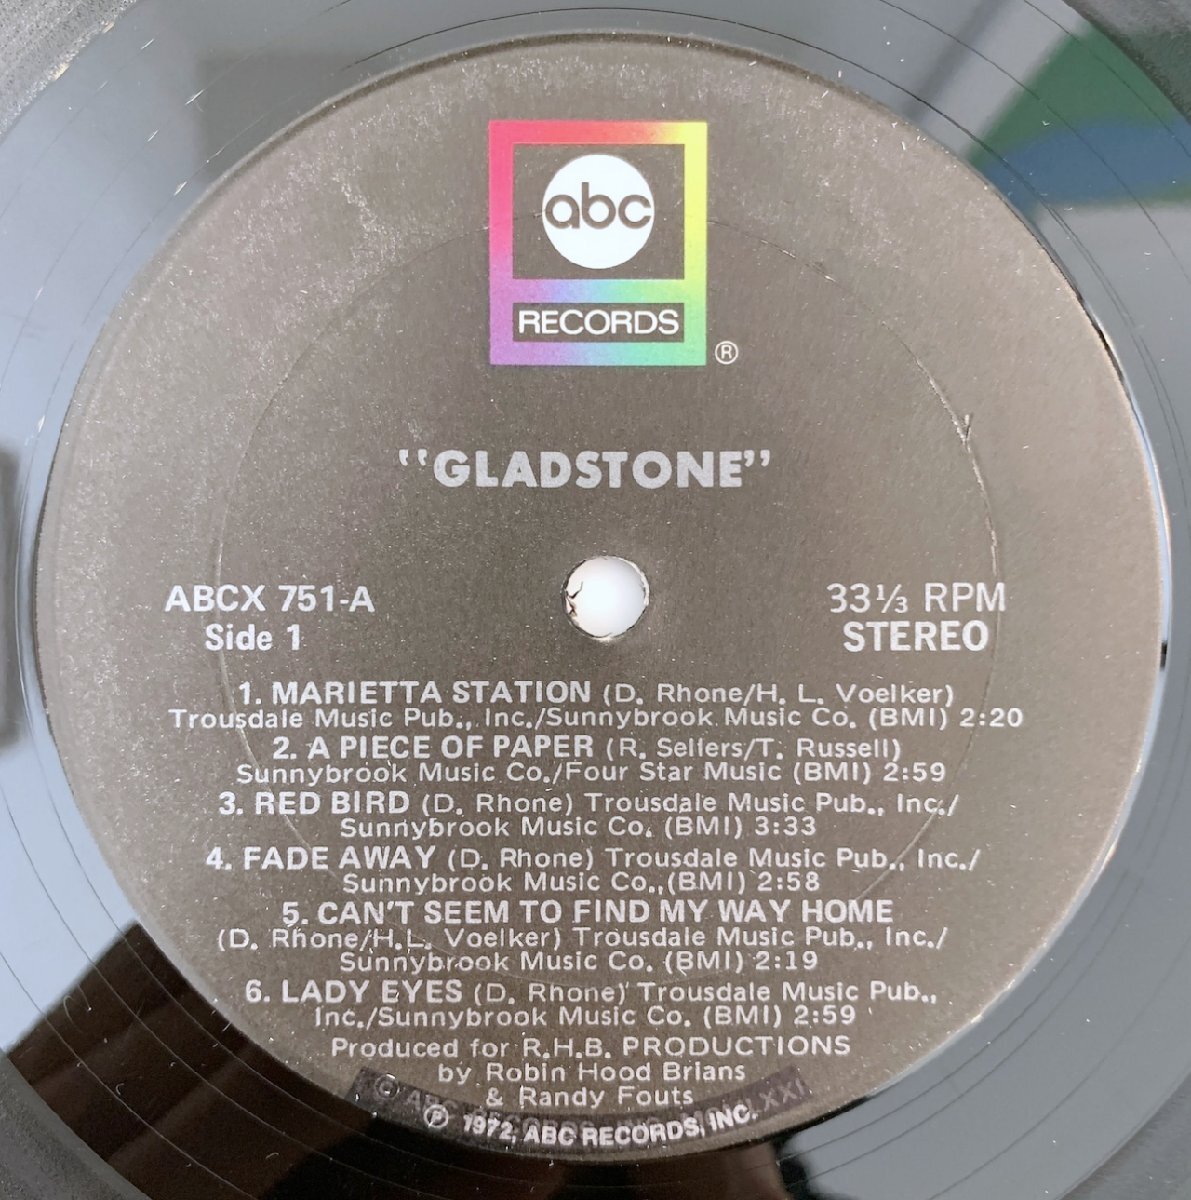 abc
RECORDS
®
"GLADSTONE"
ABCX 751-A
Side 1
33⅓ RPM
STEREO
1. MARIETTA STATION (D. Rhone/H. L. Voelker)
Trousdale Music Pub., Inc./Sunnybrook Music Co. (BMI) 2:20
2. A PIECE OF PAPER (R. Sellers/T. Russell)
Sunnybrook Music Co./Four Star Music (BMI) 2:59
3. RED BIRD (D. Rhone) Trousdale Music Pub., Inc./
Sunnybrook Music Co. (BMI) 3:33
4. FADE AWAY (D. Rhone) Trousdale Music Pub., Inc./
Sunnybrook Music Co., (BMI) 2:58
5. CAN'T SEEM TO FIND MY WAY HOME
(D. Rhone/H.L. Voelker) Trousdale Music Pub., Inc./
Sunnybrook Music Co. (BMI) 2:19
6. LADY EYES (D. Rhone) Trousdale Music Pub.,
Inc./Sunnybrook Music Co. (BMI) 2:59
Produced for R.H.B. PRODUCTIONS
by Robin Hood Brians
& Randy Fouts
© ABC RECORDS, INC.
℗ 1972, ABC RECORDS, INC.